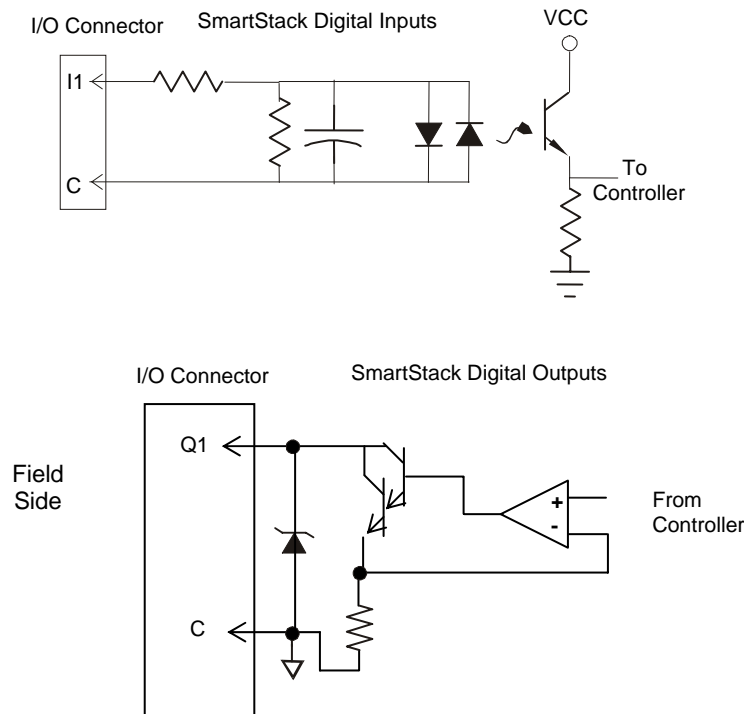 I/O Connector
SmartStack Digital Inputs
VCC
I1
C
To
Controller
I/O Connector
SmartStack Digital Outputs
Q1
Field
Side
+
-
From
Controller
C